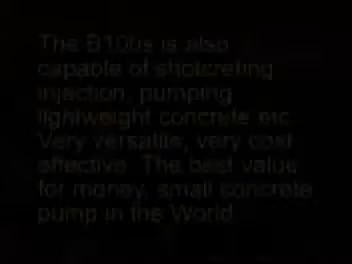 The B10hs is also
capable of shotcreting
injection, pumping
lightweight concrete etc.
Very versatile, very cost
effective. The best value
for money, small concrete
pump in the World